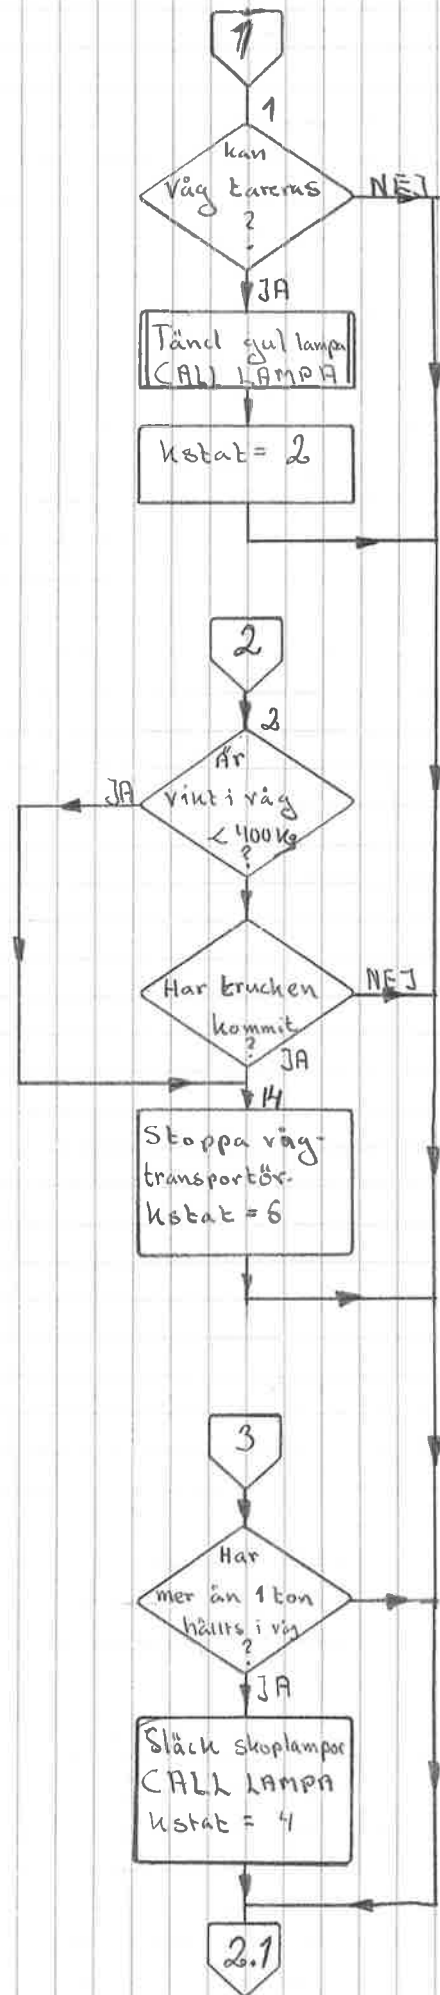 1
1
kan
Våg tareras
?
NEJ
JA
Tänd gul lampa
CALL LAMPA
kstat = 2
2
2
Är
vikt i våg
< 400 kg
?
JA
Har trucken
kommit
?
NEJ
JA
14
Stoppa våg-
transportör.
kstat = 6
3
Har
mer än 1 ton
hällts i våg
?
JA
Släck skoplampor
CALL LAMPA
kstat = 4
2.1